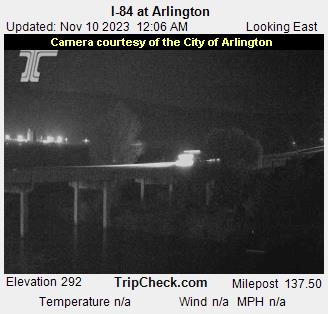 I-84 at Arlington
Updated: Nov 10 2023 12:06 AM Looking East
Camera courtesy of the City of Arlington
Elevation 292 TripCheck.com Milepost 137.50
Temperature n/a Wind n/a MPH n/a